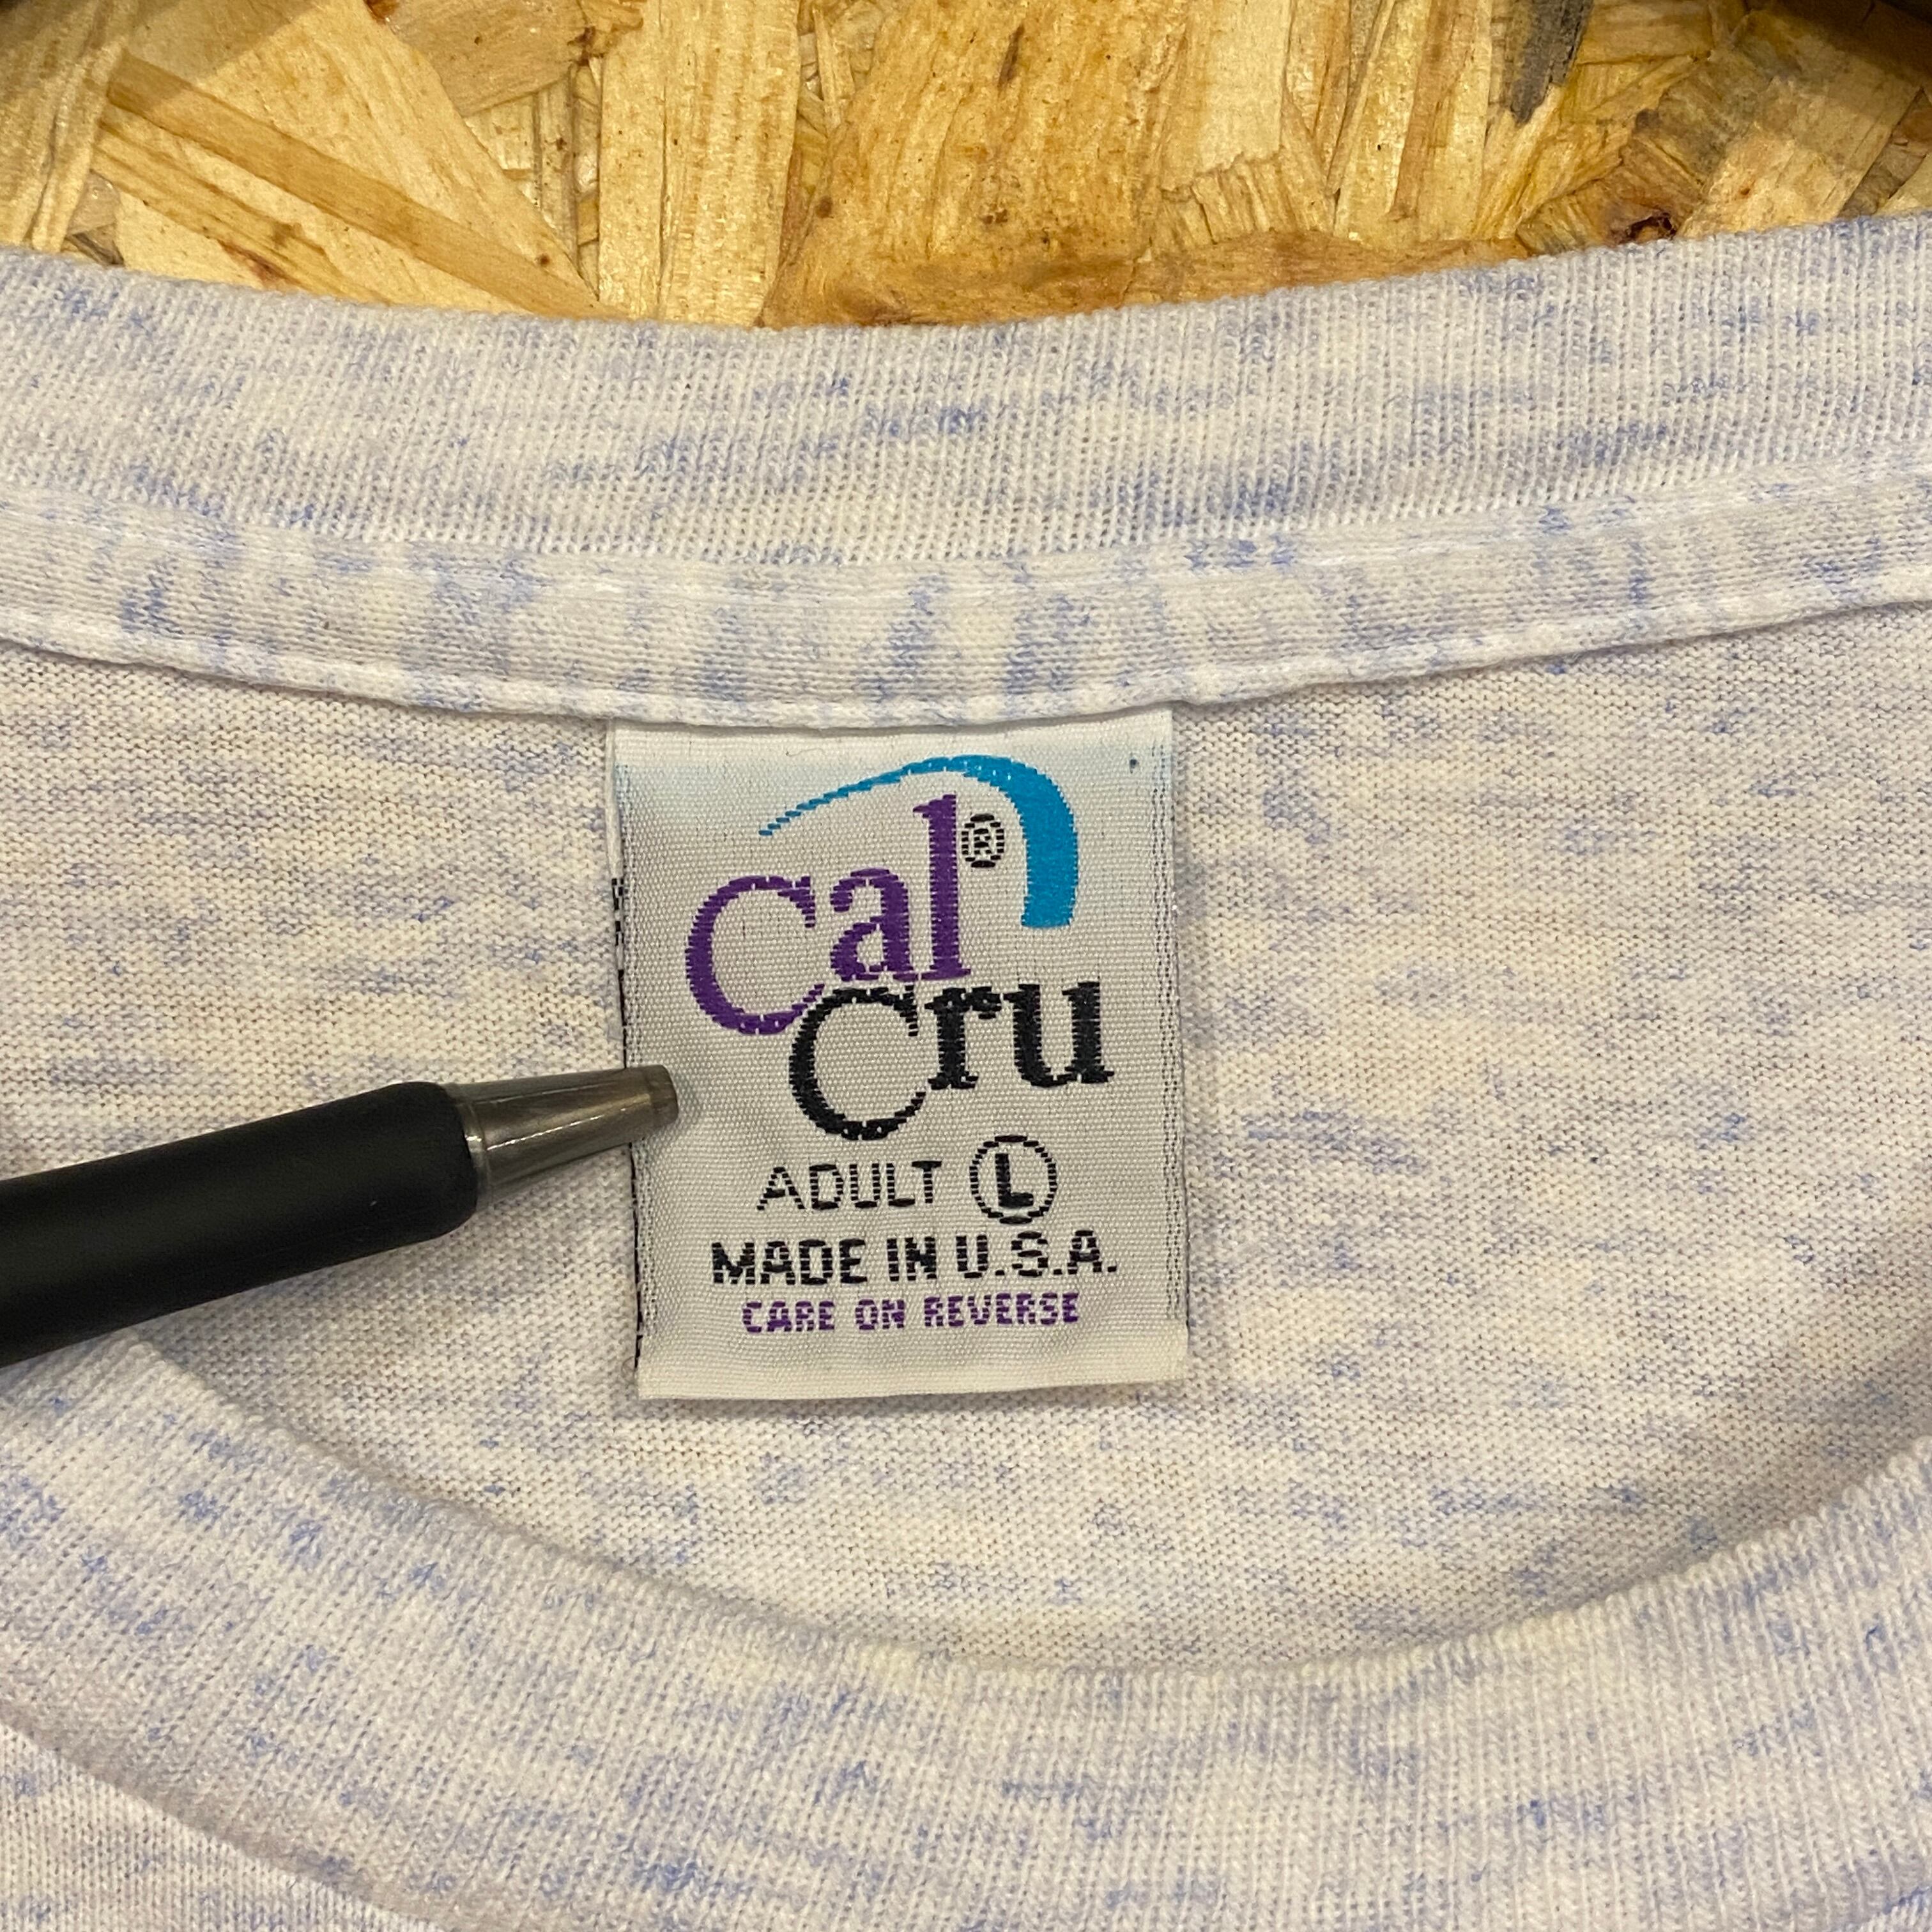 Cal®
Cru
ADULT L
MADE IN U.S.A.
CARE ON REVERSE